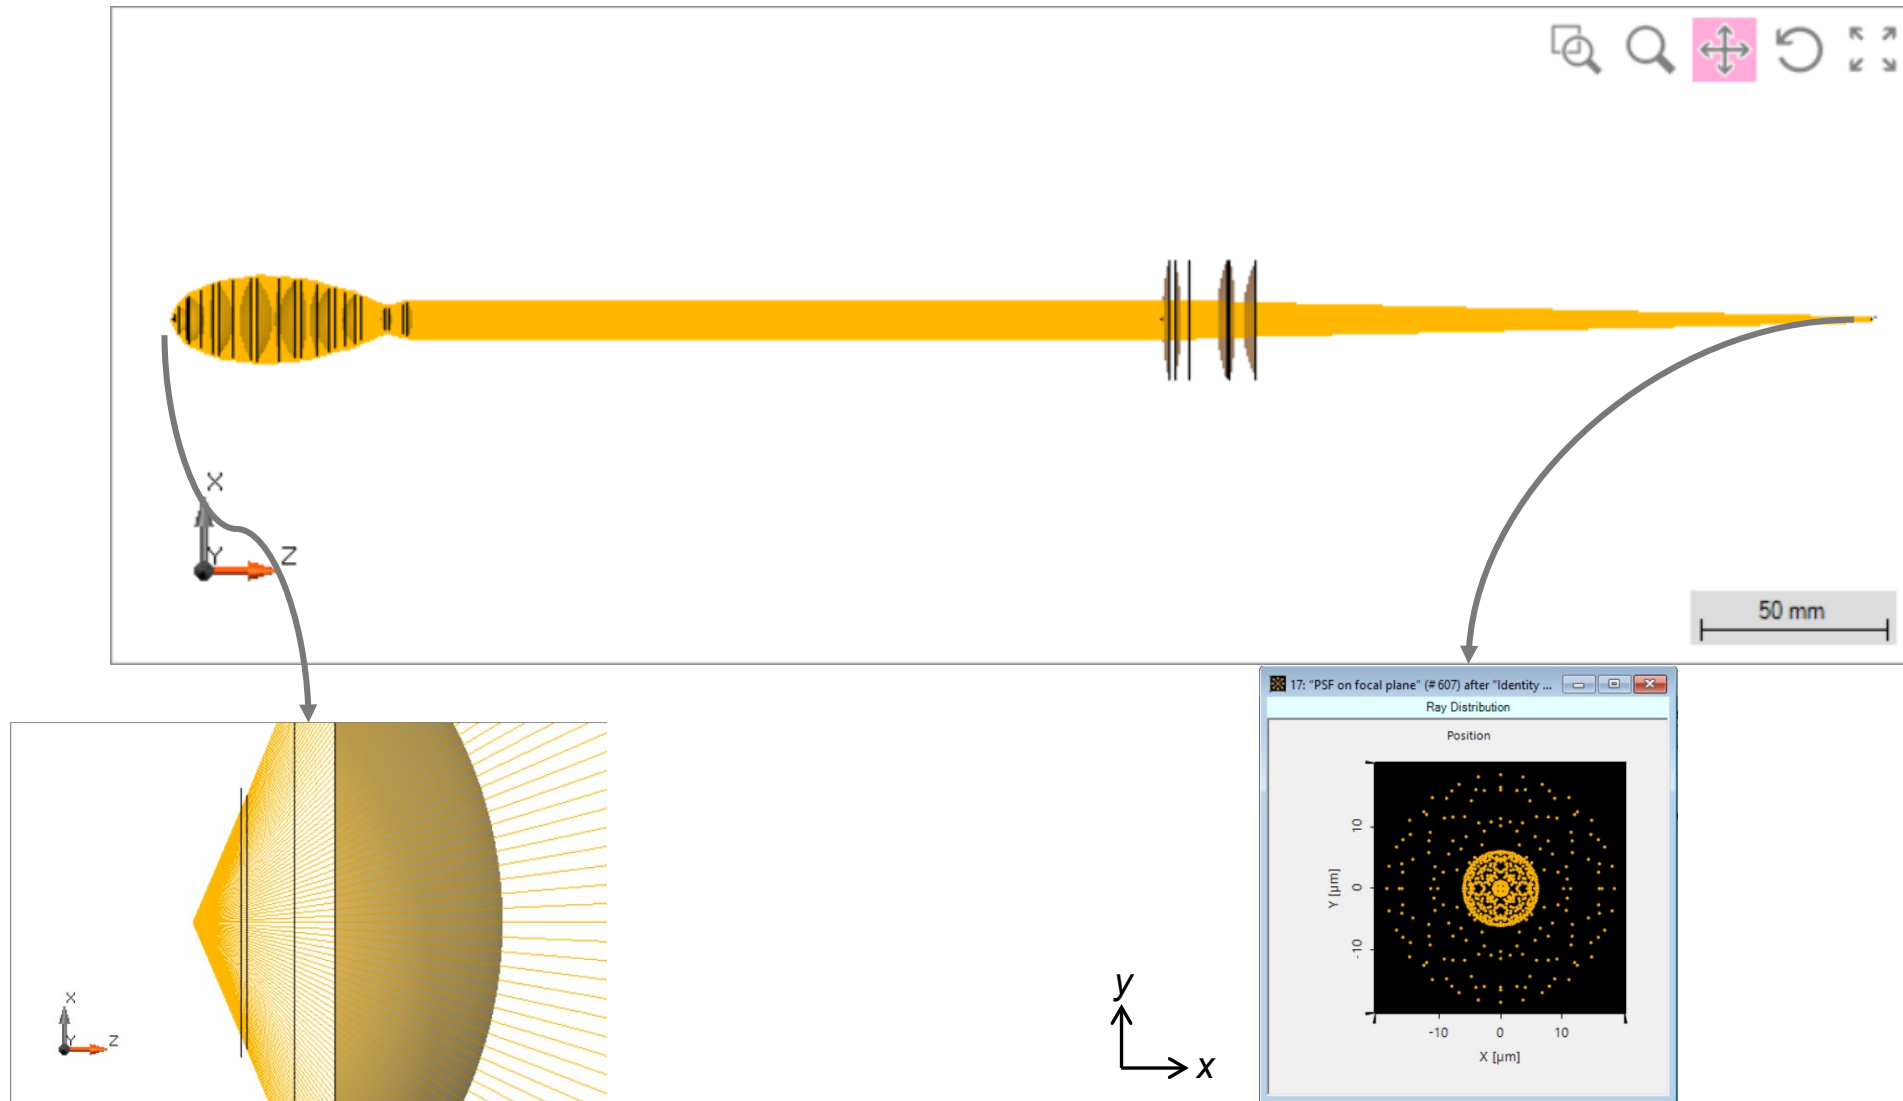 X
Y
Z
50 mm
X
Y
Z
y
x
17: "PSF on focal plane" (# 607) after "Identity ...
Ray Distribution
Position
Y [µm]
10
0
-10
-10
0
10
X [µm]